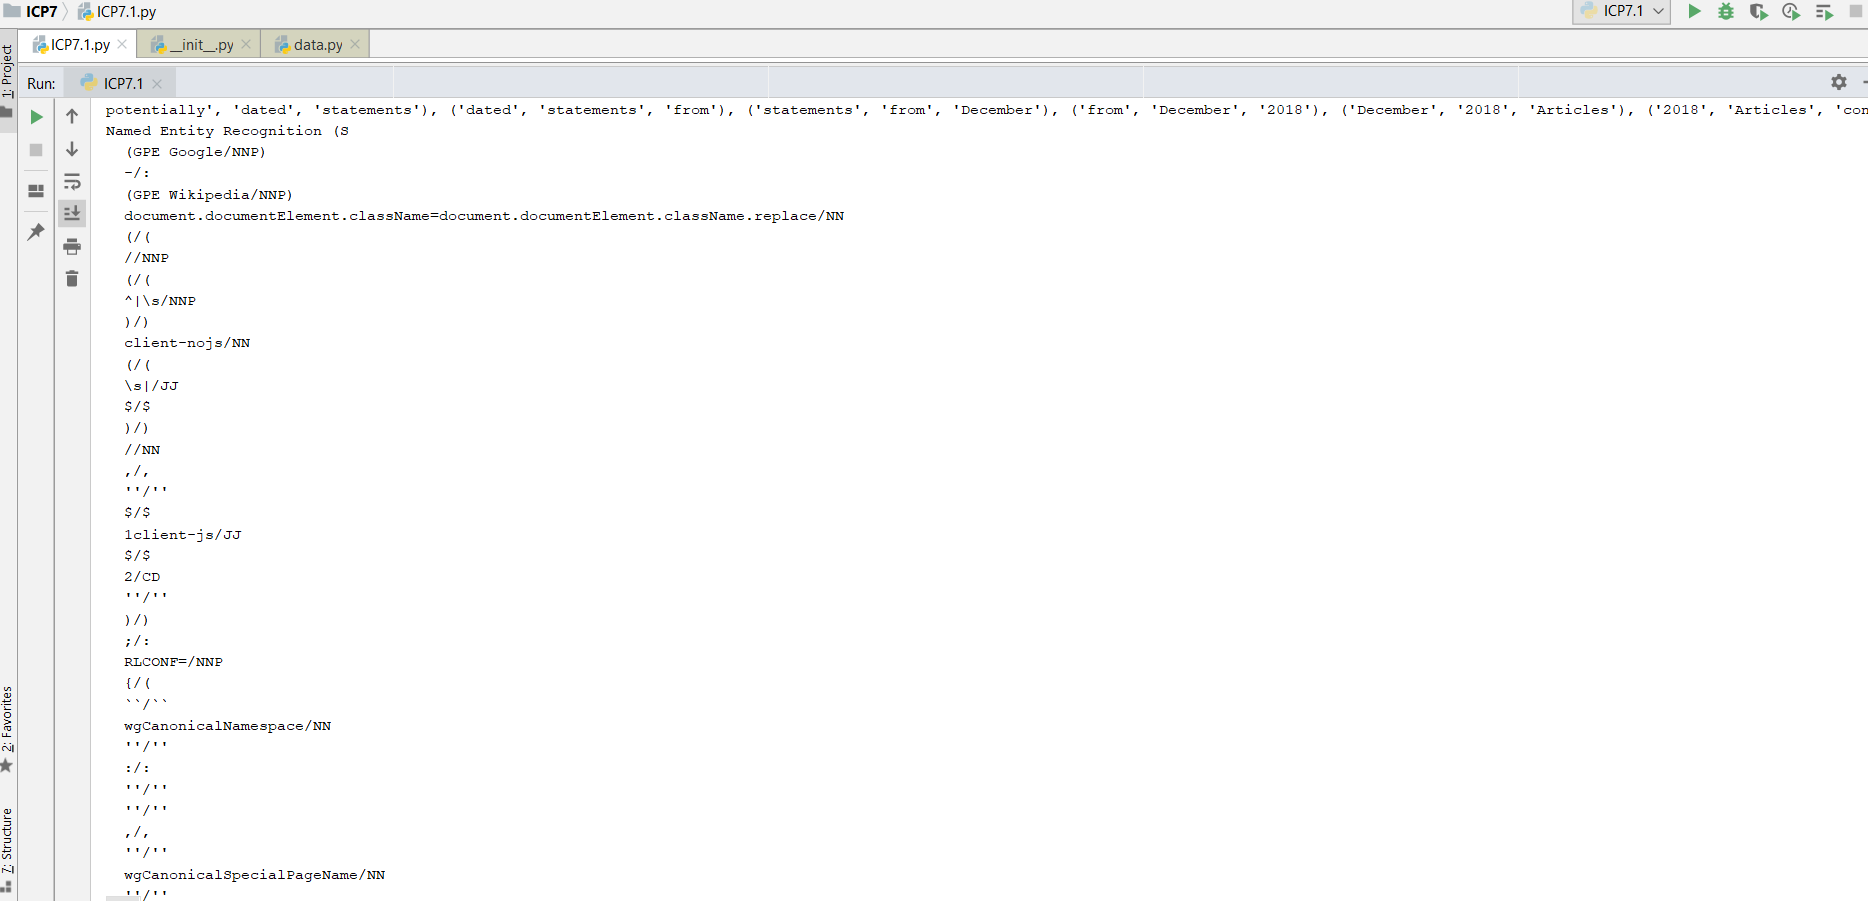 ICP7 ICP7.1.py ICP7.1
ICP7.1.py __init__.py data.py
1: Project
Run: ICP7.1
potentially', 'dated', 'statements'), ('dated', 'statements', 'from'), ('statements', 'from', 'December'), ('from', 'December', '2018'), ('December', '2018', 'Articles'), ('2018', 'Articles', 'con
Named Entity Recognition (S
(GPE Google/NNP)
-/:
(GPE Wikipedia/NNP)
document.documentElement.className=document.documentElement.className.replace/NN
(/(
//NNP
(/(
^|\s/NNP
)/)
client-nojs/NN
(/(
\s|/JJ
$/$
)/)
//NN
,/,
''/''
$/$
1client-js/JJ
$/$
2/CD
''/''
)/)
;/:
RLCONF=/NNP
{/(
``/``
wgCanonicalNamespace/NN
''/''
:/:
''/''
''/''
,/,
''/''
wgCanonicalSpecialPageName/NN
''/''
2: Favorites
7: Structure